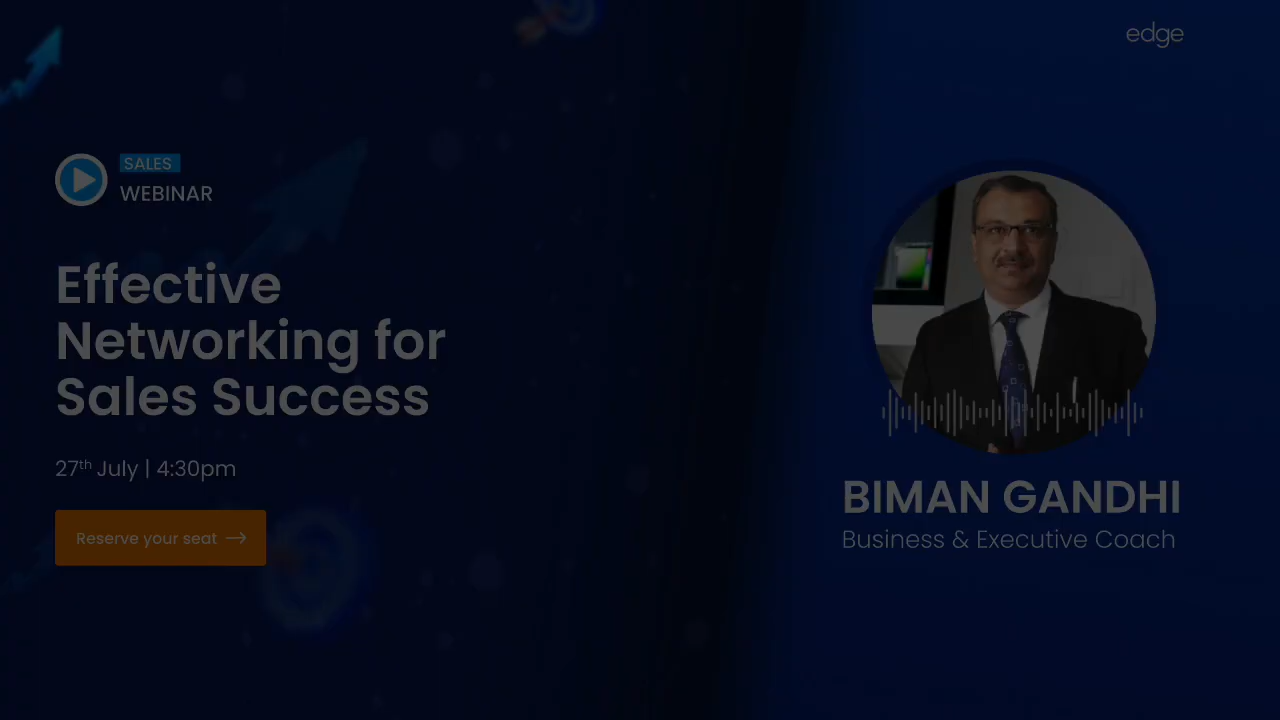 edge
SALES
WEBINAR
Effective
Networking for
Sales Success
27th July | 4:30pm
Reserve your seat →
BIMAN GANDHI
Business & Executive Coach